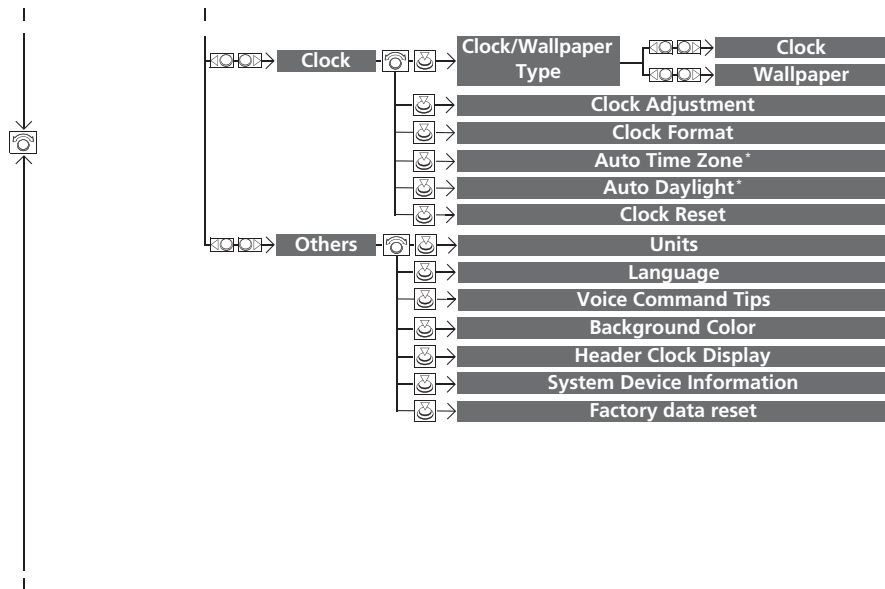 Clock
Clock/Wallpaper
Type
Clock
Wallpaper
Clock Adjustment
Clock Format
Auto Time Zone*
Auto Daylight*
Clock Reset
Others
Units
Language
Voice Command Tips
Background Color
Header Clock Display
System Device Information
Factory data reset